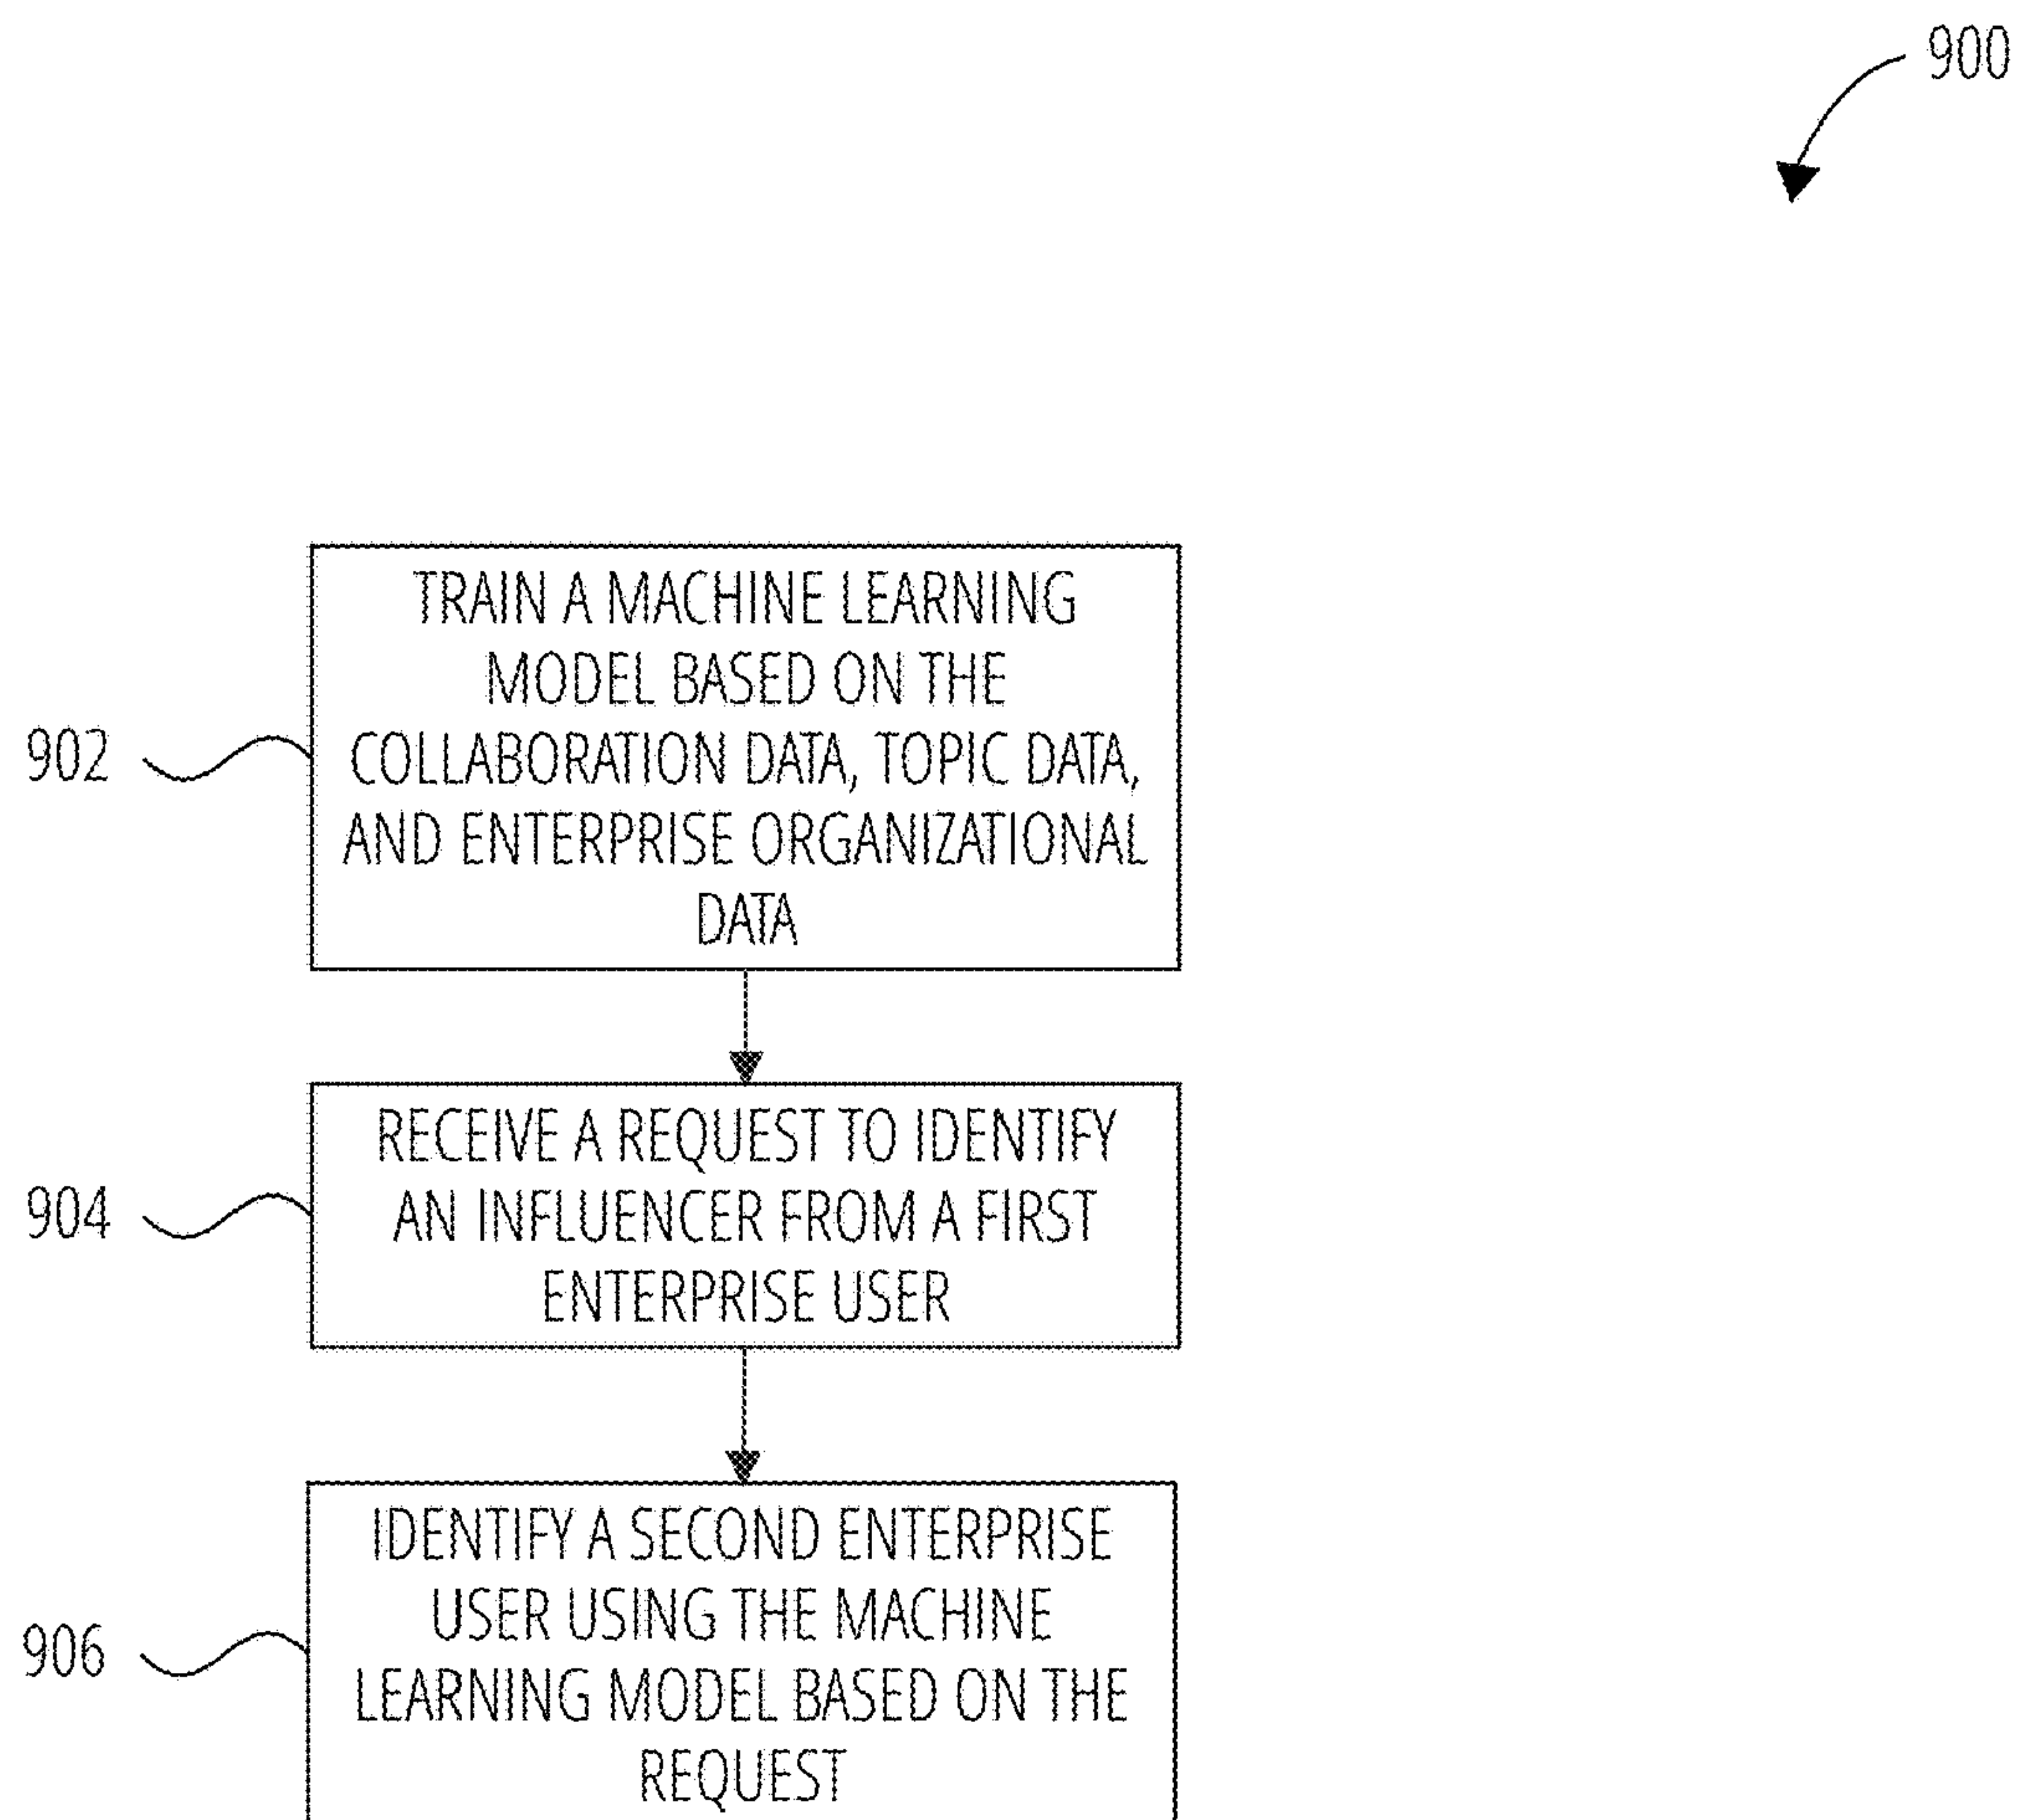 900
TRAIN A MACHINE LEARNING
MODEL BASED ON THE
902
COLLABORATION DATA, TOPIC DATA,
AND ENTERPRISE ORGANIZATIONAL
DATA
RECEIVE A REQUEST TO IDENTIFY
904
AN INFLUENCER FROM A FIRST
ENTERPRISE USER
IDENTIFY A SECOND ENTERPRISE
USER USING THE MACHINE
906
LEARNING MODEL BASED ON THE
REQUEST